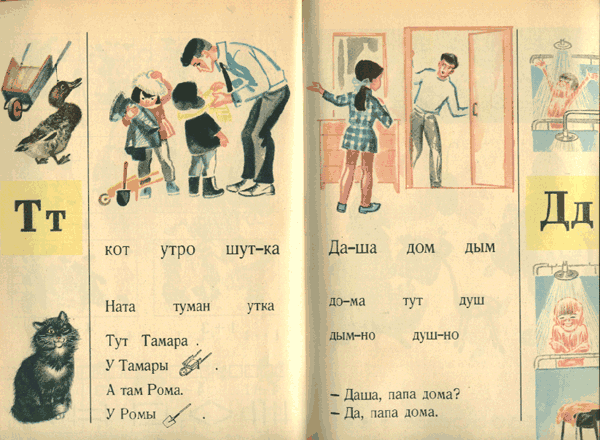 Тт
кот утро шут-ка
Ната туман утка
Тут Тамара .
У Тамары .
А там Рома.
У Ромы .
Дд
Да-ша дом дым
до-ма тут душ
дым-но душ-но
– Даша, папа дома?
– Да, папа дома.